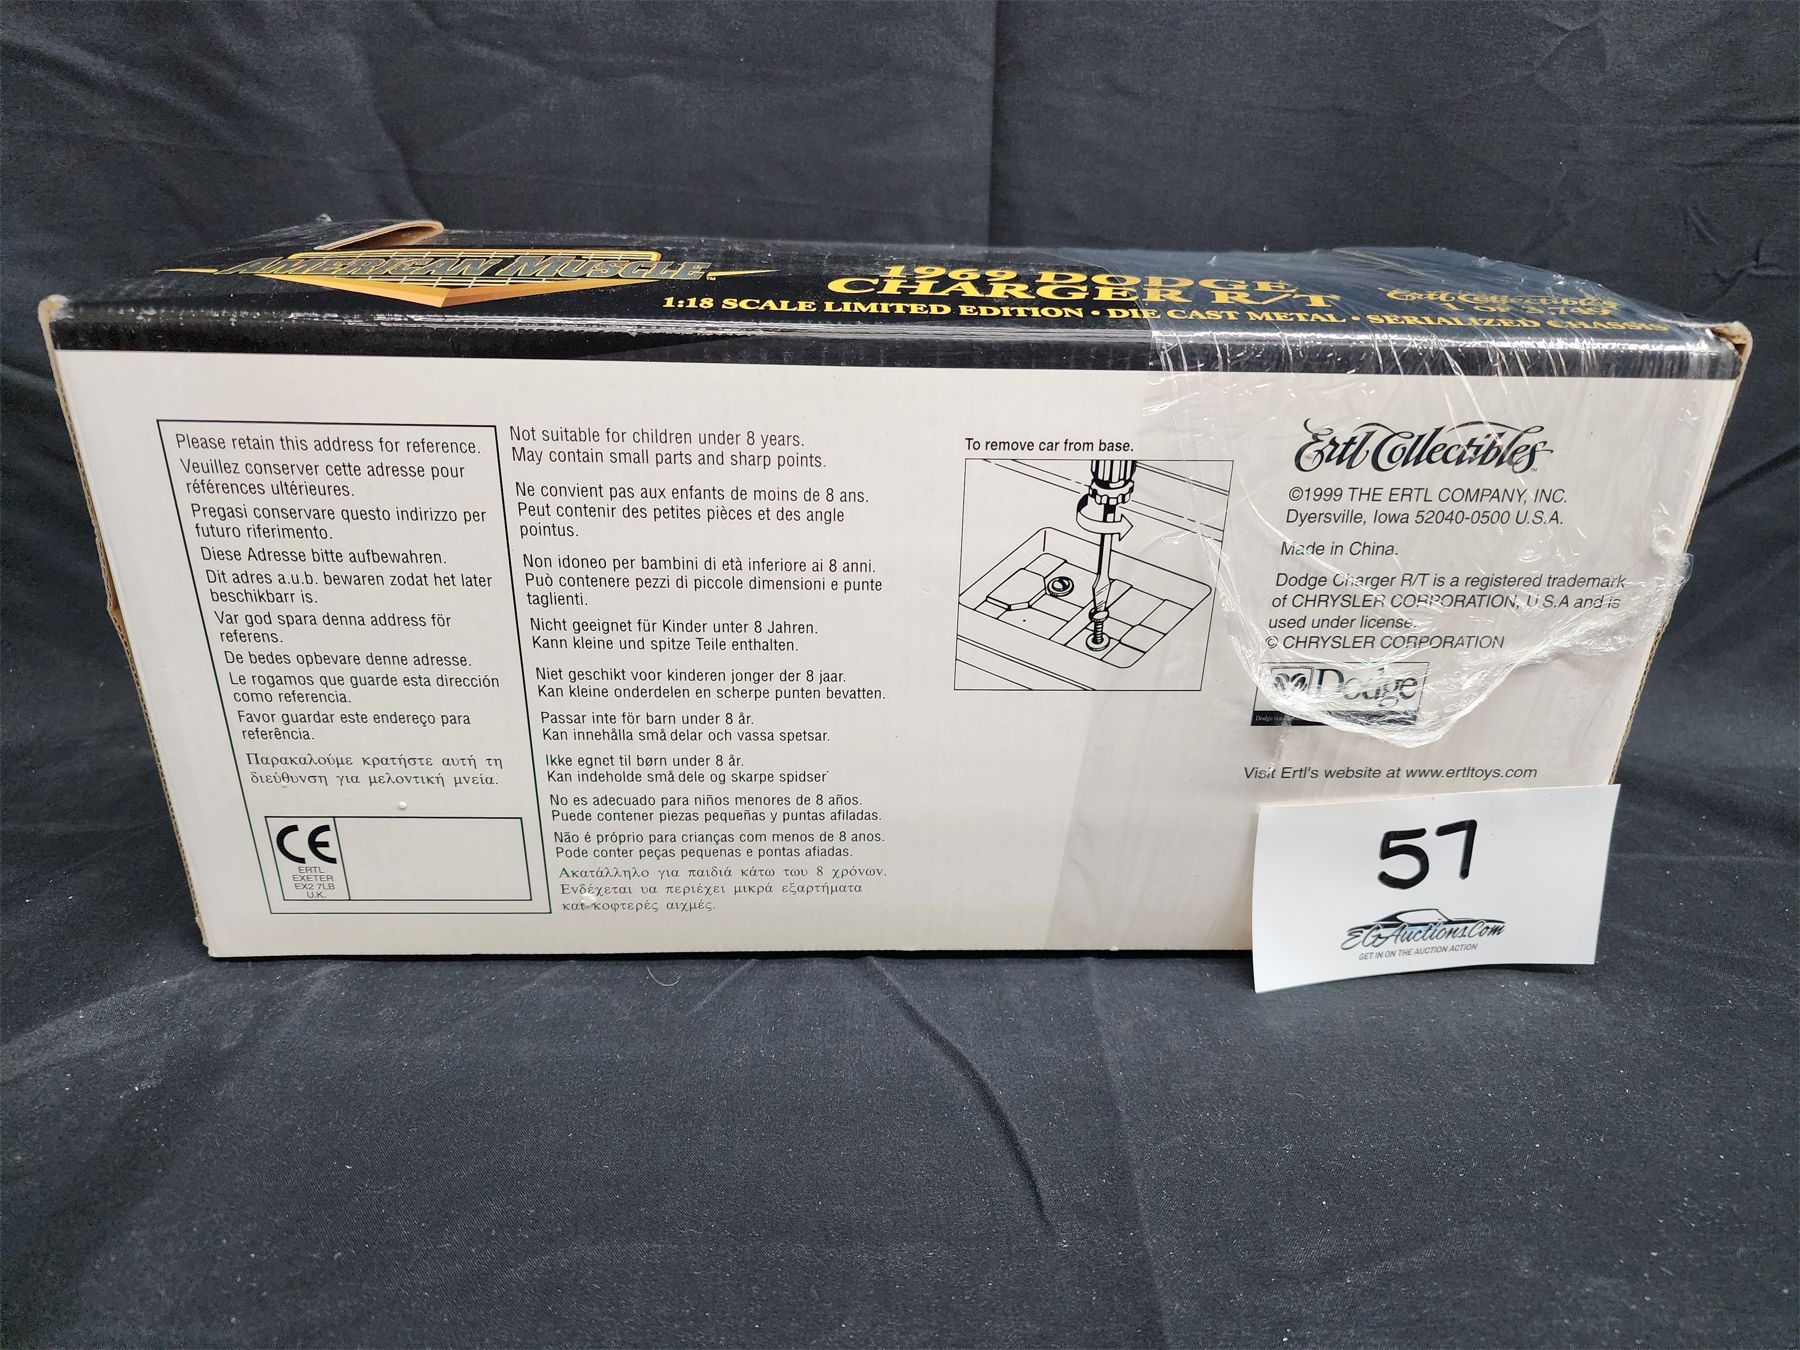 AMERICAN MUSCLE
1969 DODGE
CHARGER R/T
1:18 SCALE LIMITED EDITION • DIE CAST METAL • SERIALIZED CHASSIS
Ertl Collectibles
1 OF 3,749
Please retain this address for reference.
Veuillez conserver cette adresse pour
références ultérieures.
Pregasi conservare questo indirizzo per
futuro riferimento.
Diese Adresse bitte aufbewahren.
Dit adres a.u.b. bewaren zodat het later
beschikbarr is.
Var god spara denna address för
referens.
De bedes opbevare denne adresse.
Le rogamos que guarde esta dirección
como referencia.
Favor guardar este endereço para
referência.
Παρακαλούμε κρατήστε αυτή τη
διεύθυνση για μελοντική μνεία.
CE
ERTL
EXETER
EX2 7LB
U.K.
Not suitable for children under 8 years.
May contain small parts and sharp points.
Ne convient pas aux enfants de moins de 8 ans.
Peut contenir des petites pièces et des angle
pointus.
Non idoneo per bambini di età inferiore ai 8 anni.
Può contenere pezzi di piccole dimensioni e punte
taglienti.
Nicht geeignet für Kinder unter 8 Jahren.
Kann kleine und spitze Teile enthalten.
Niet geschikt voor kinderen jonger der 8 jaar.
Kan kleine onderdelen en scherpe punten bevatten.
Passar inte för barn under 8 år.
Kan innehålla små delar och vassa spetsar.
Ikke egnet til børn under 8 år.
Kan indeholde små dele og skarpe spidser
No es adecuado para niños menores de 8 años.
Puede contener piezas pequeñas y puntas afiladas.
Não é próprio para crianças com menos de 8 anos.
Pode conter peças pequenas e pontas afiadas.
Ακατάλληλο για παιδιά κάτω του 8 χρόνων.
Ενδέχεται υα περιέχει μικρά εξαρτήματα
και κοφτερές αιχμές.
To remove car from base.
Ertl Collectibles
©1999 THE ERTL COMPANY, INC.
Dyersville, Iowa 52040-0500 U.S.A.
Made in China.
Dodge Charger R/T is a registered trademark
of CHRYSLER CORPORATION, U.S.A and is
used under license.
© CHRYSLER CORPORATION
Dodge
Visit Ertl's website at www.ertltoys.com
57
EGAuctions.Com
GET IN ON THE AUCTION ACTION